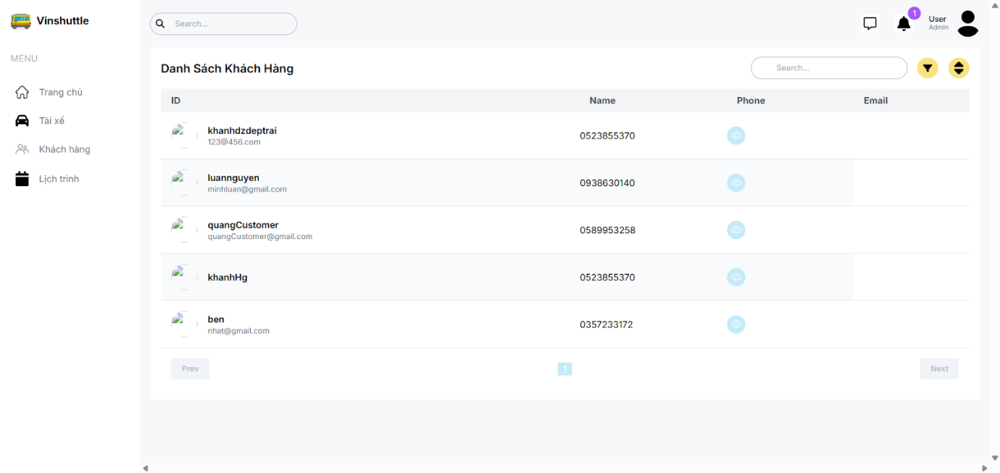 Vinshuttle
Search...
1
User
Admin
MENU
Trang chủ
Tài xế
Khách hàng
Lịch trình
Danh Sách Khách Hàng
Search...
ID Name Phone Email
khanhdzdeptrai
123@456.com
0523855370
luannguyen
minhluan@gmail.com
0938630140
quangCustomer
quangCustomer@gmail.com
0589953258
khanhHg
0523855370
ben
nhat@gmail.com
0357233172
Prev 1 Next